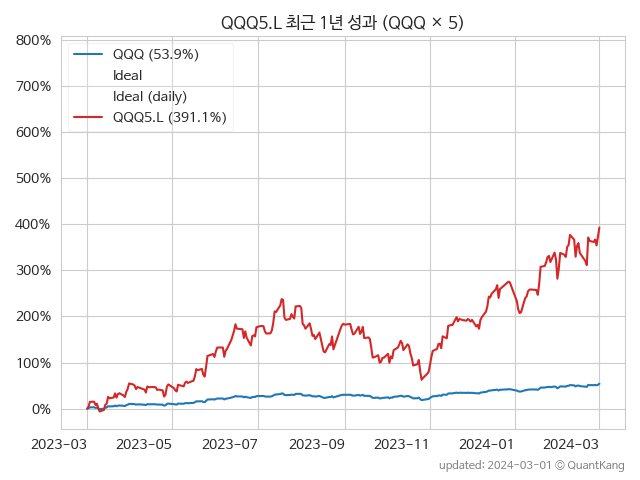 QQQ5.L 최근 1년 성과 (QQQ × 5)
800%
700%
600%
500%
400%
300%
200%
100%
0%
QQQ (53.9%)
Ideal
Ideal (daily)
QQQ5.L (391.1%)
2023-03 2023-05 2023-07 2023-09 2023-11 2024-01 2024-03
updated: 2024-03-01 © QuantKang